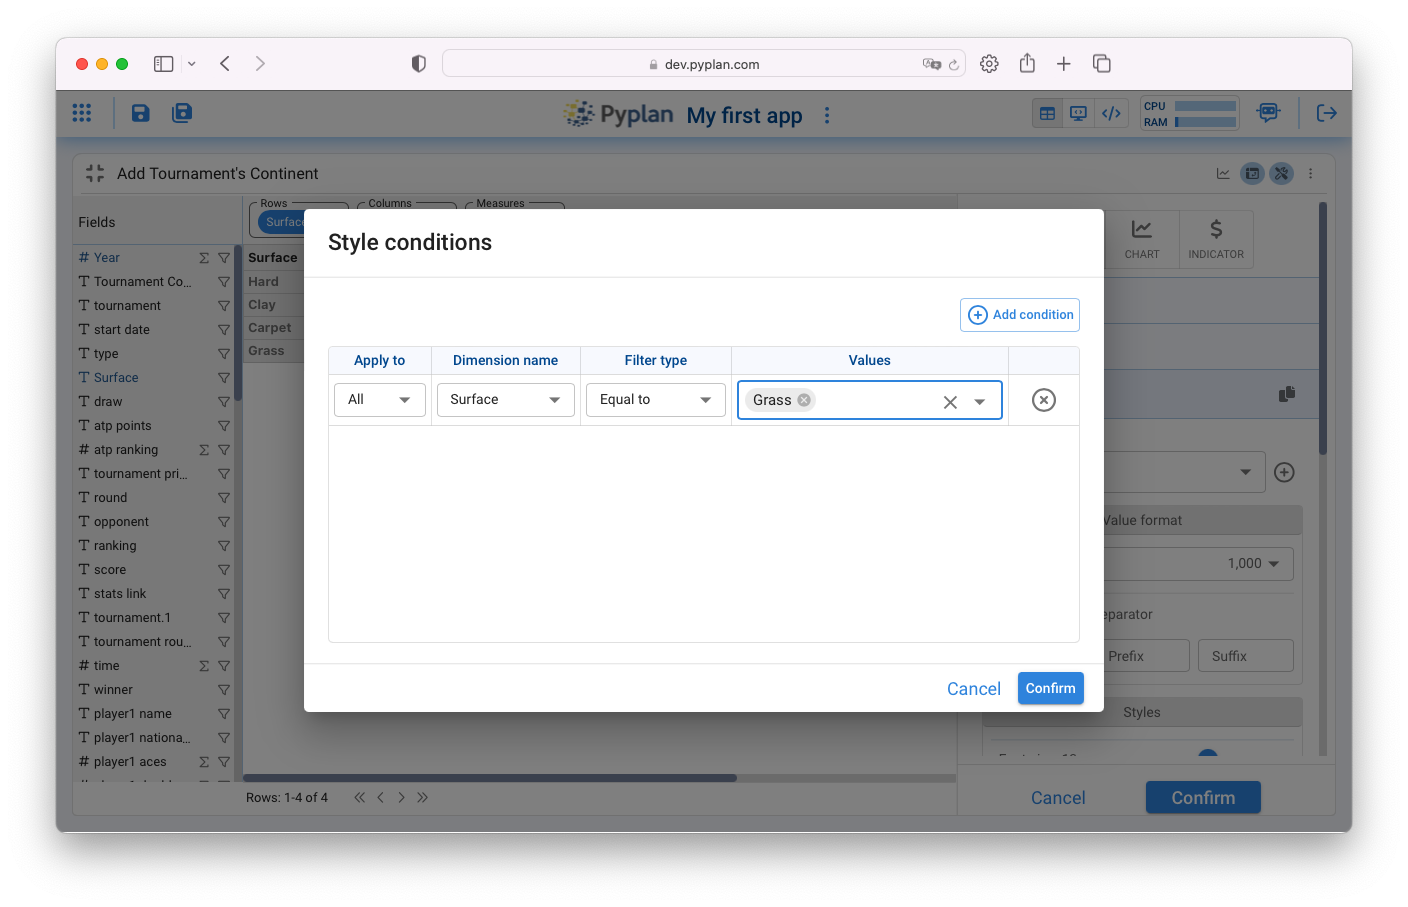 dev.pyplan.com
Pyplan My first app
CPU
RAM
Add Tournament's Continent
Fields
Rows
Columns
Measures
Surfac
# Year
Tournament Co...
tournament
start date
type
Surface
draw
atp points
# atp ranking
tournament pri...
round
opponent
ranking
score
stats link
tournament.1
tournament rou...
# time
winner
player1 name
player1 nationa...
# player1 aces
Surface
Hard
Clay
Carpet
Grass
Style conditions
Add condition
Apply to Dimension name Filter type Values
All Surface Equal to Grass
Cancel Confirm
CHART
$
INDICATOR
Value format
1,000
eparator
Prefix
Suffix
Styles
Rows: 1-4 of 4
Cancel
Confirm